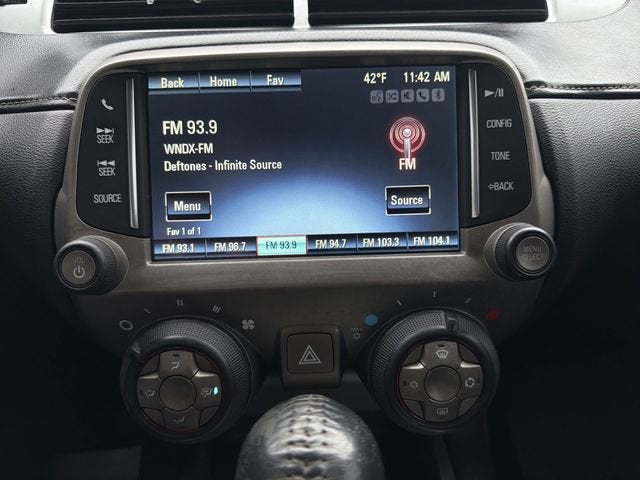 Back Home Fav 42°F 11:42 AM
FM 93.9
WNDX-FM
Deftones - Infinite Source
FM
Menu
Source
Fav 1 of 1
FM 93.1 FM 96.7 FM 93.9 FM 94.7 FM 103.3 FM 104.1
SEEK
SEEK
SOURCE
CONFIG
TONE
BACK
VOL
MENU
SELECT
MAX